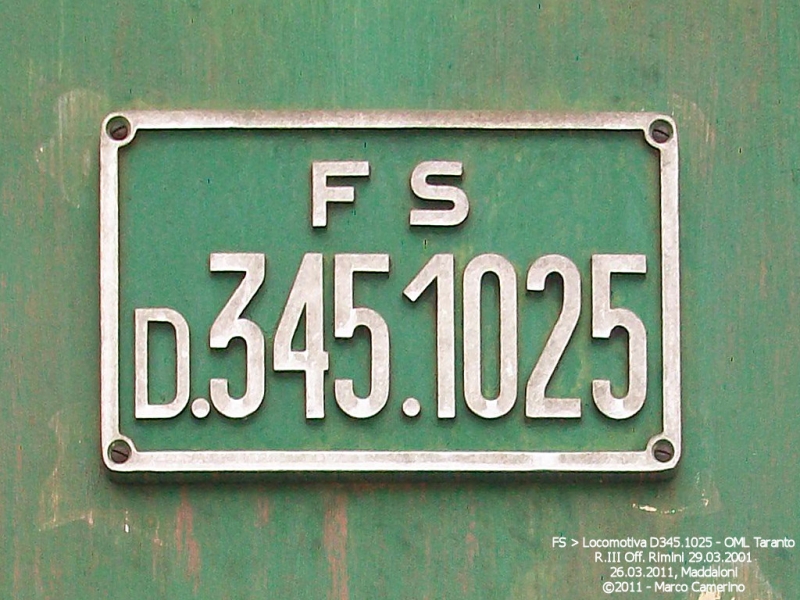 F S
D.345.1025
FS > Locomotiva D345.1025 - OML Taranto
R.III Off. Rimini 29.03.2001
26.03.2011, Maddaloni
©2011 - Marco Camerino